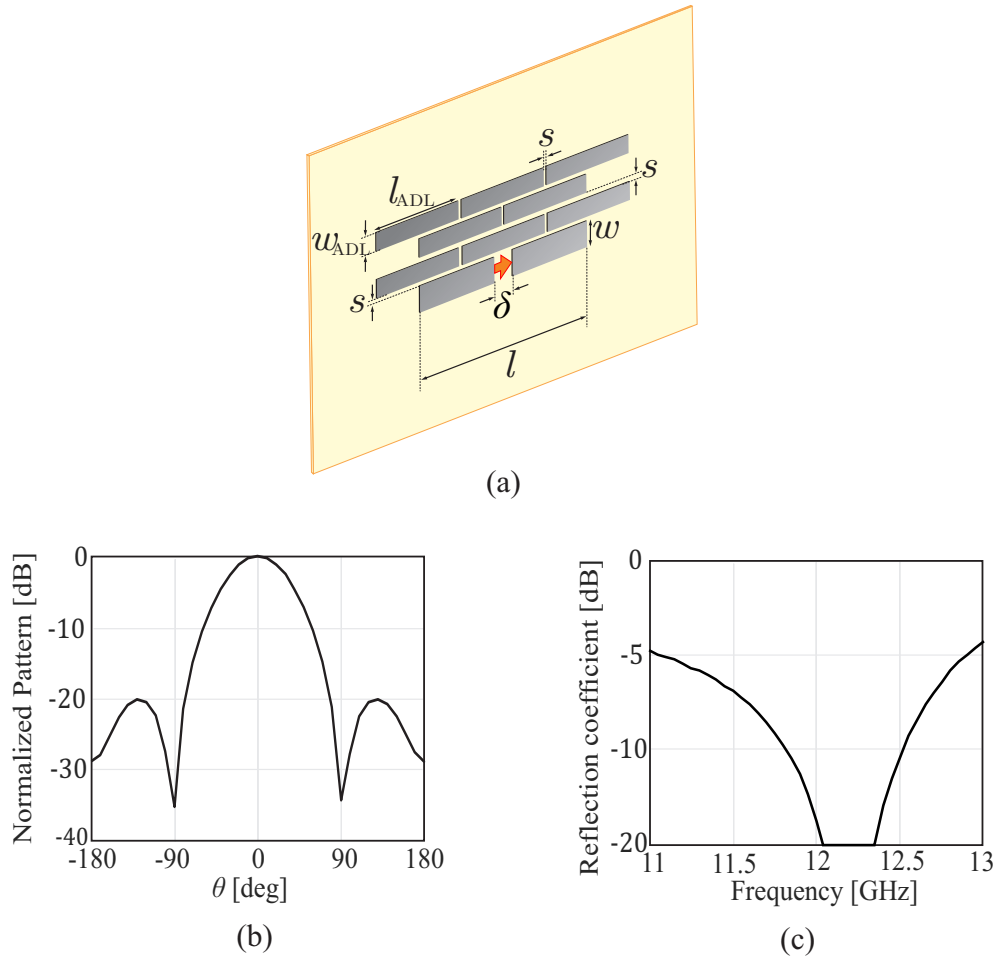 s
l_ADL
s
w_ADL
w
s
δ
l
(a)
Normalized Pattern [dB]
0
-10
-20
-30
-40
-180 -90 0 90 180
θ [deg]
(b)
Reflection coefficient [dB]
0
-5
-10
-15
-20
11 11.5 12 12.5 13
Frequency [GHz]
(c)